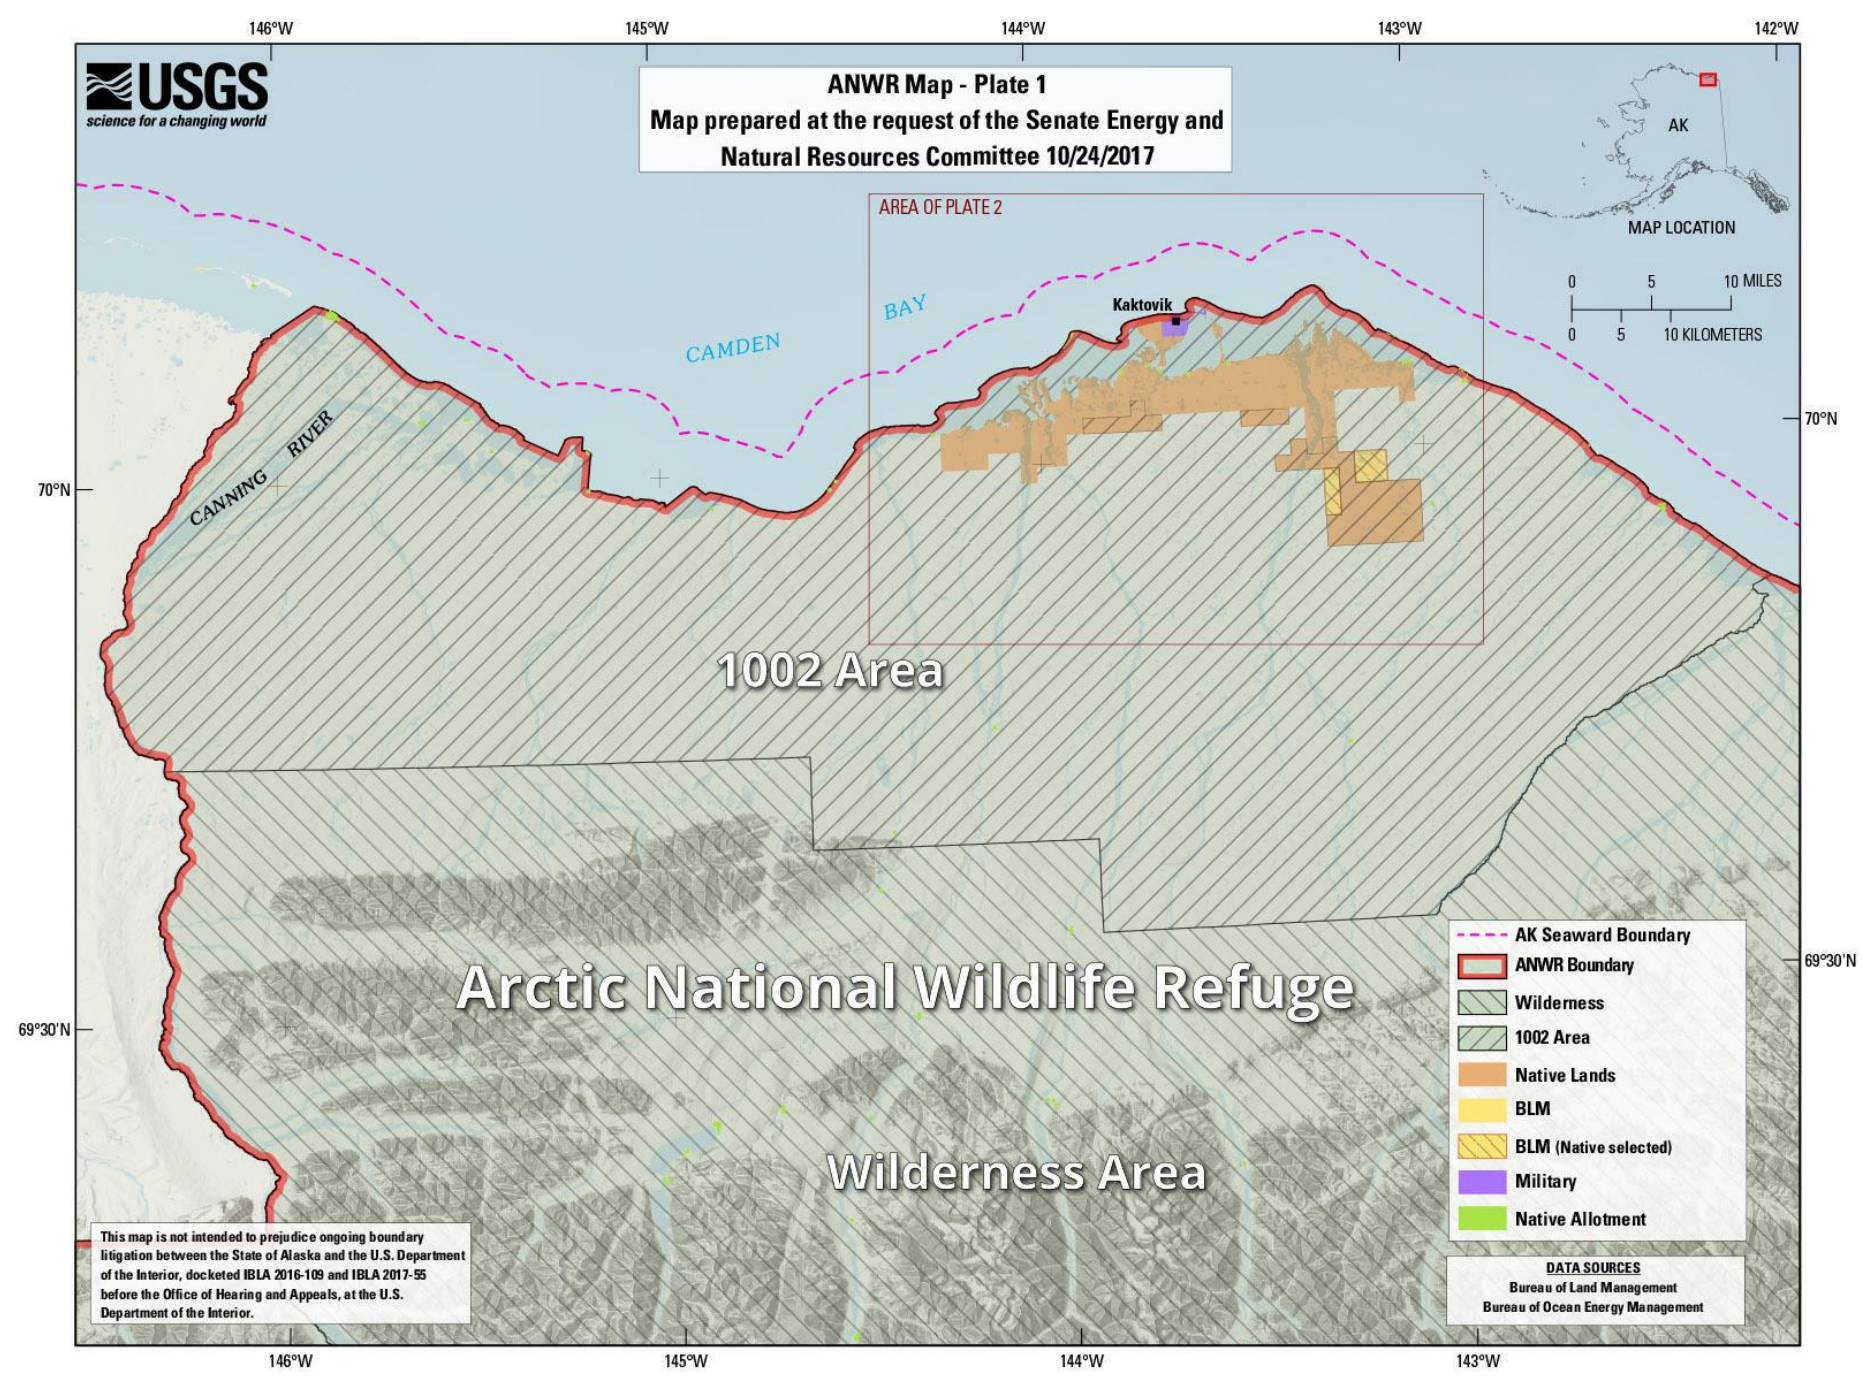 146°W
145°W
144°W
143°W
142°W
USGS
science for a changing world
ANWR Map - Plate 1
Map prepared at the request of the Senate Energy and
Natural Resources Committee 10/24/2017
AK
MAP LOCATION
AREA OF PLATE 2
0 5 10 MILES
0 5 10 KILOMETERS
Kaktovik
CAMDEN BAY
CANNING RIVER
70°N
70°N
1002 Area
69°30'N
69°30'N
Arctic National Wildlife Refuge
Wilderness Area
AK Seaward Boundary
ANWR Boundary
Wilderness
1002 Area
Native Lands
BLM
BLM (Native selected)
Military
Native Allotment
This map is not intended to prejudice ongoing boundary
litigation between the State of Alaska and the U.S. Department
of the Interior, docketed IBLA 2016-109 and IBLA 2017-55
before the Office of Hearing and Appeals, at the U.S.
Department of the Interior.
DATA SOURCES
Bureau of Land Management
Bureau of Ocean Energy Management
146°W
145°W
144°W
143°W